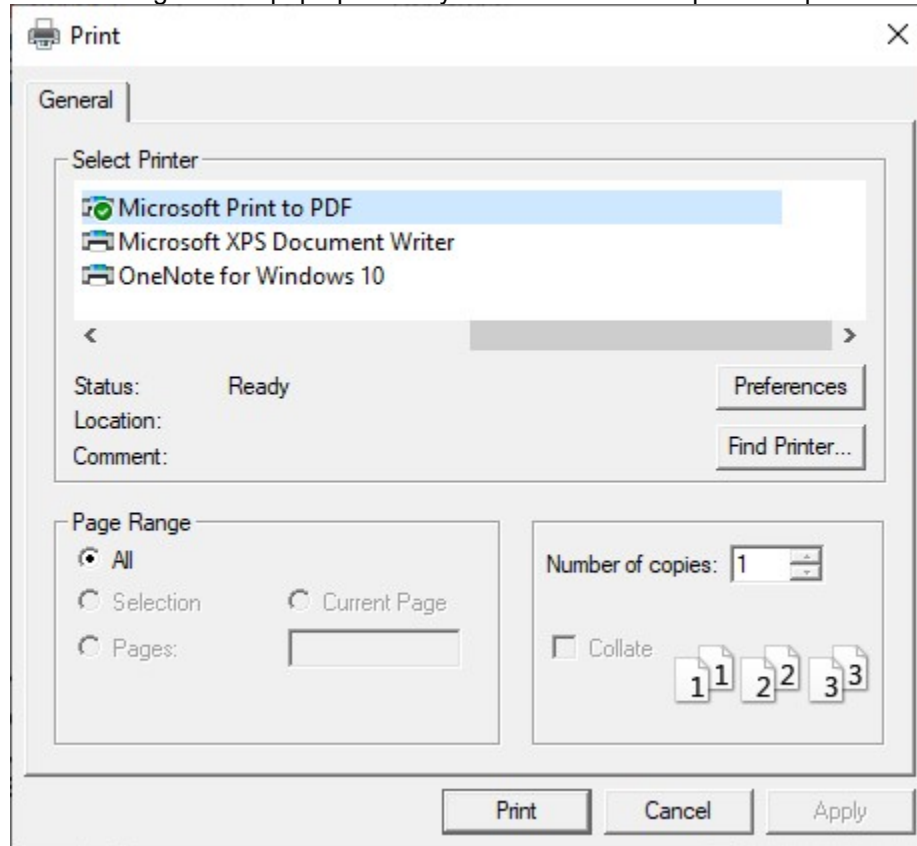 Print
General
Select Printer
Microsoft Print to PDF
Microsoft XPS Document Writer
OneNote for Windows 10
Status: Ready
Preferences
Location:
Comment:
Find Printer...
Page Range
All
Selection
Current Page
Pages:
Number of copies: 1
Collate
1 1 2 2 3 3
Print
Cancel
Apply